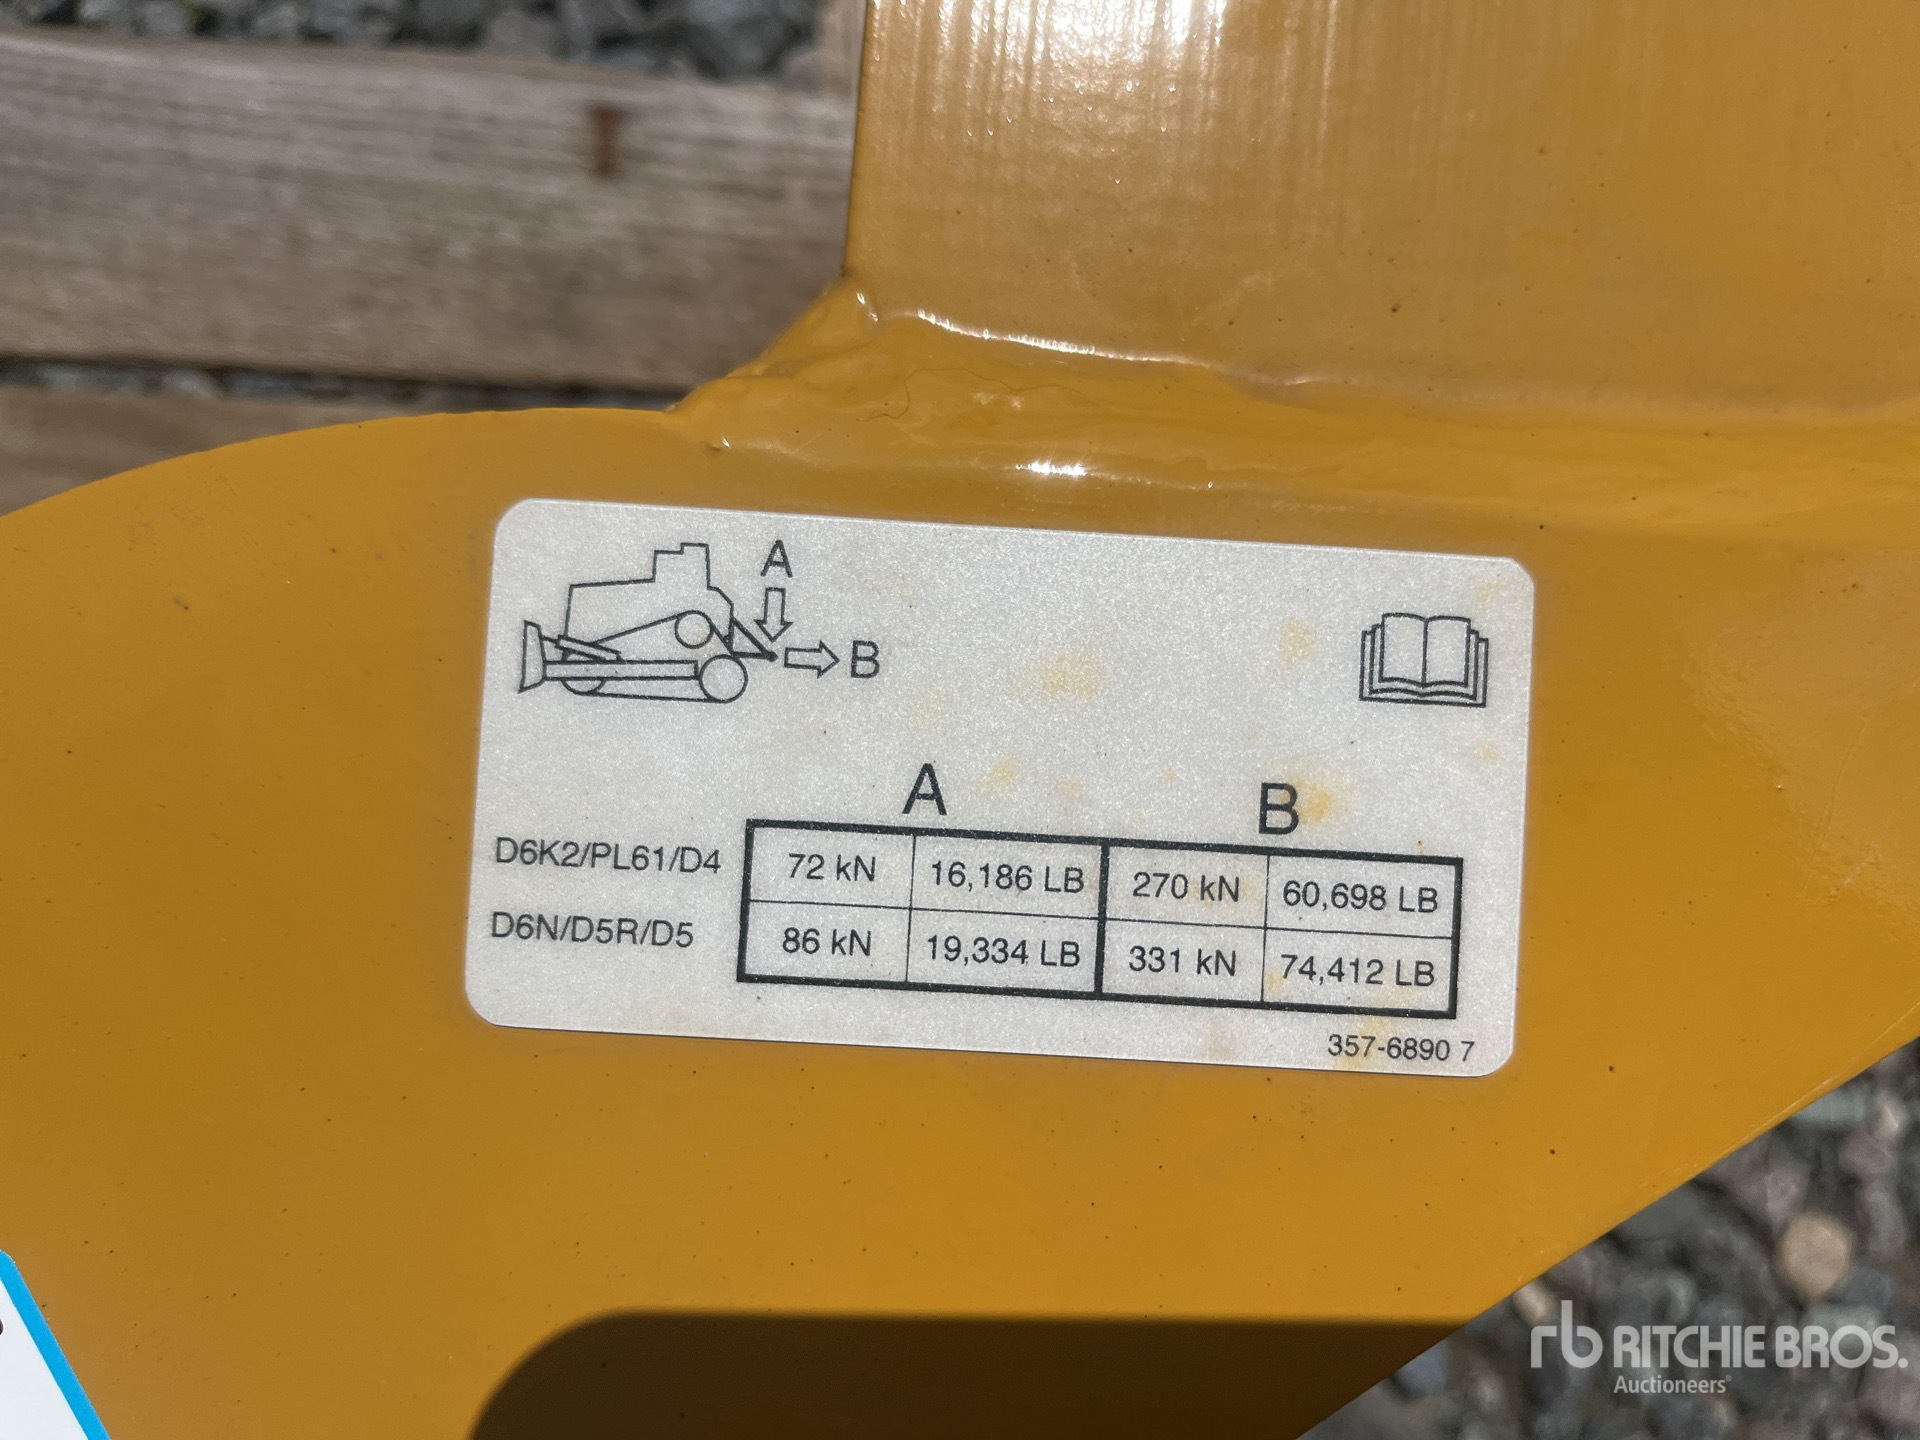 A
B
A B
D6K2/PL61/D4 72 kN 16,186 LB 270 kN 60,698 LB
D6N/D5R/D5 86 kN 19,334 LB 331 kN 74,412 LB
357-6890 7
rb RITCHIE BROS.
Auctioneers